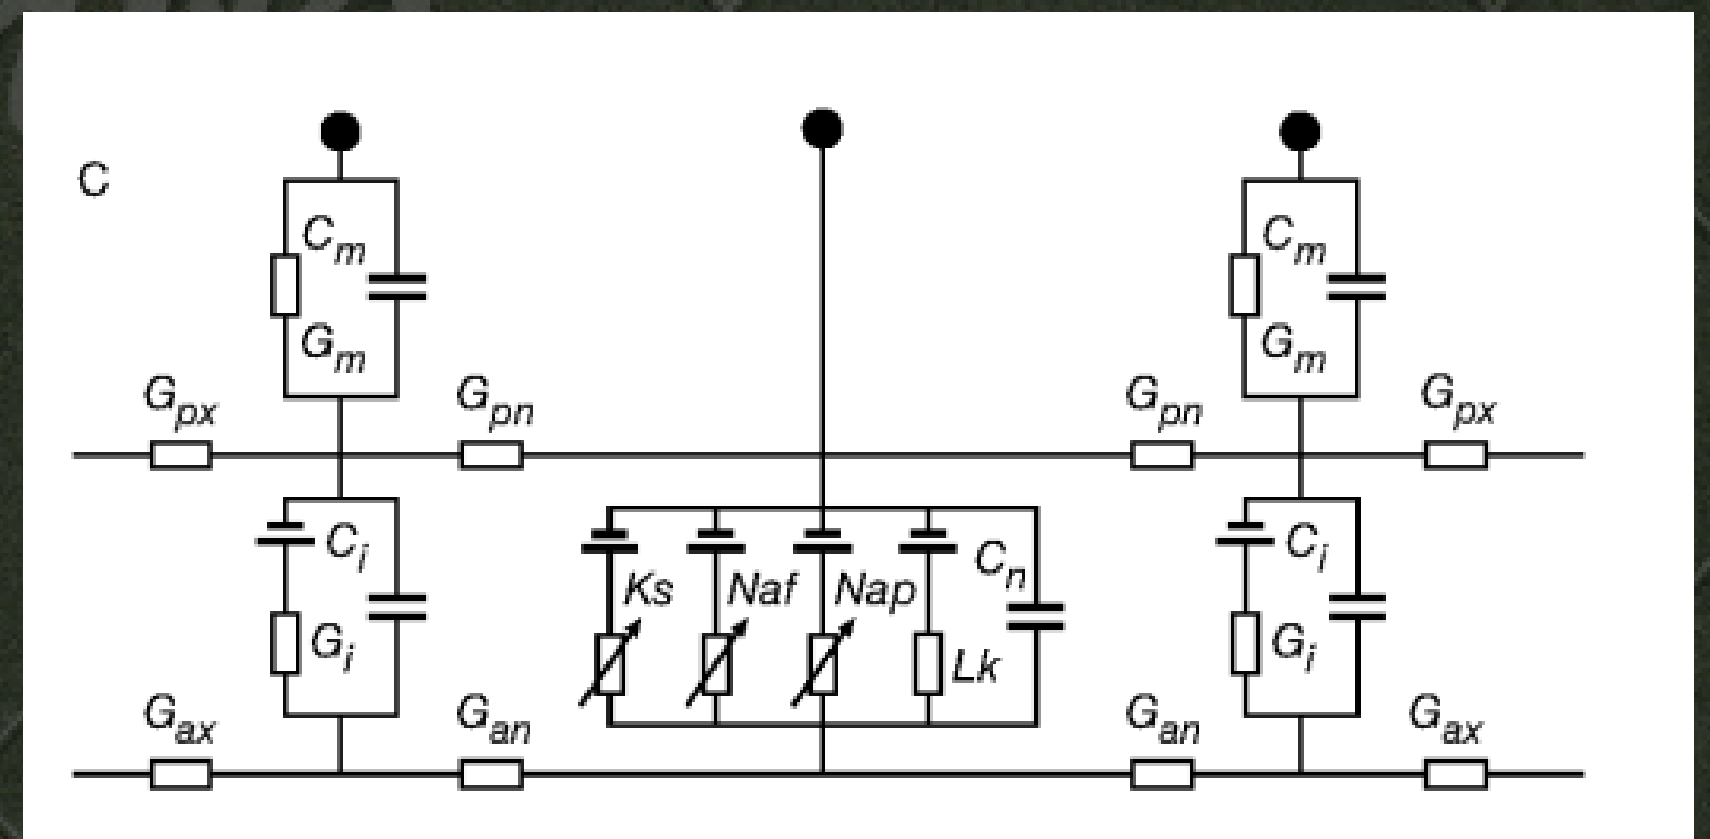 C
Cm Cm
Gm Gm
Gpx Gpn Gpn Gpx
Ci Cn Ci
Ks Naf Nap
Gi Lk Gi
Gax Gan Gan Gax